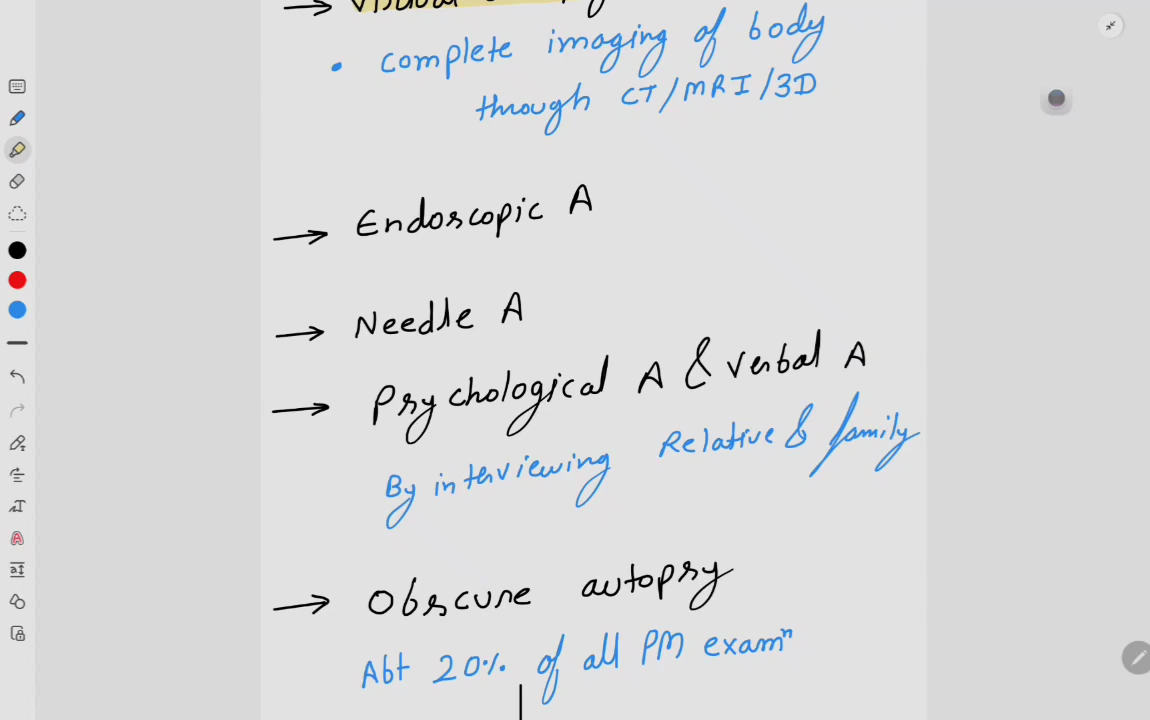 → Visual
• complete imaging of body
through CT/MRI/3D
→ Endoscopic A
→ Needle A
→ Psychological A & Verbal A
By interviewing Relative & family
→ Obscure autopsy
Abt 20% of all PM examⁿ